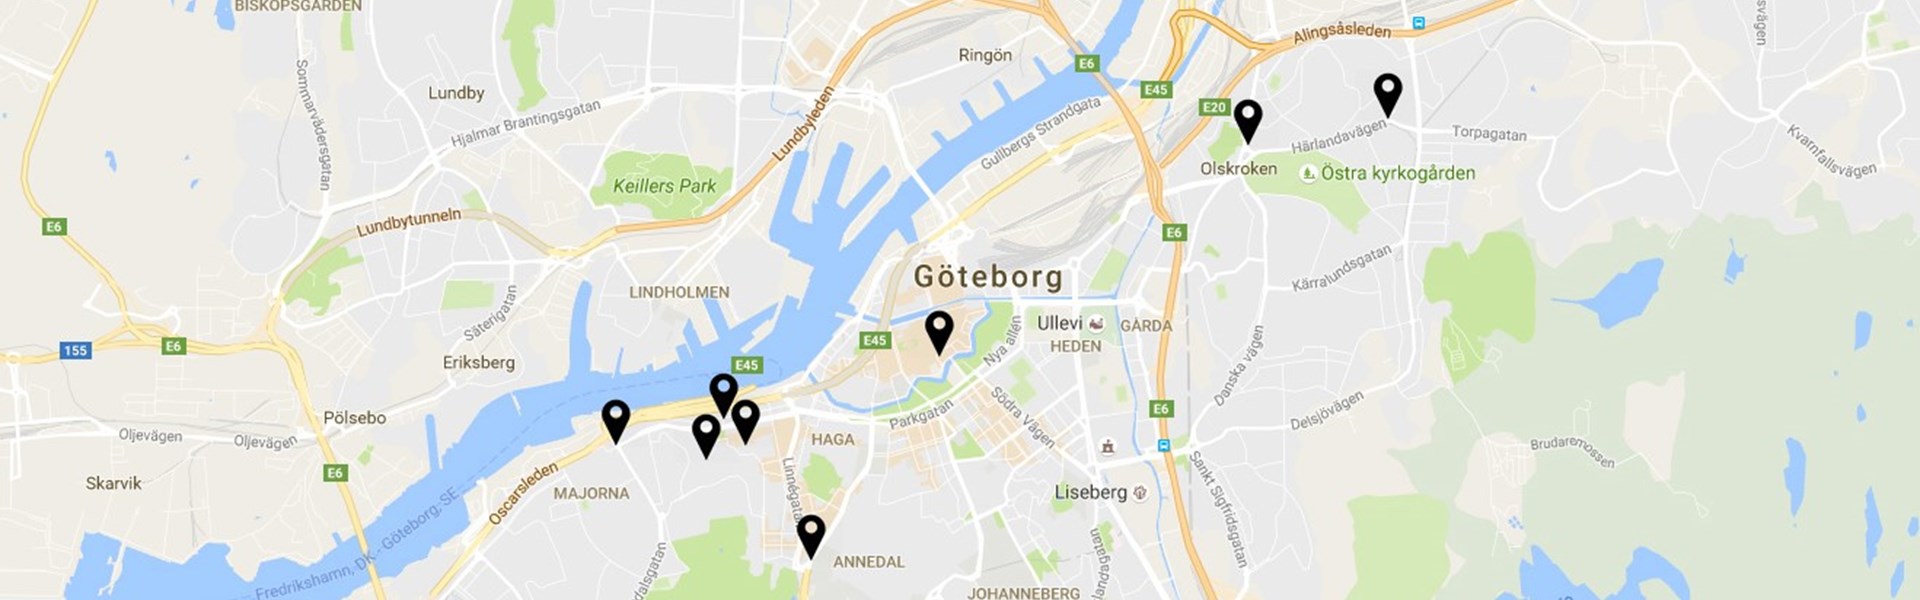 BISKOPSGÅRDEN
svägen
Alingsåsleden
Ringön
E6
E45
E20
Lundby
Sommarvädersgatan
Hjalmar Brantingsgatan
Lundbyleden
Gullbergs Strandgata
Härlandavägen
Torpagatan
Kvarnfallsvägen
Olskroken
Östra kyrkogården
Keillers Park
Lundbytunneln
E6
E6
Kärralundsgatan
Göteborg
LINDHOLMEN
Säterigatan
Ullevi
GÅRDA
HEDEN
Nya allén
E45
155
E6
Eriksberg
E45
Danska vägen
Delsjövägen
Pölsebo
Oljevägen
Oljevägen
E6
Parkgatan
Södra Vägen
HAGA
Brudaremossen
Skarvik
E6
MAJORNA
Oscarsleden
Linnégatan
Liseberg
Sankt Sigfridsgatan
Fredrikshamn, DK - Göteborg, SE
dalsgatan
ANNEDAL
landagatan
JOHANNEBERG